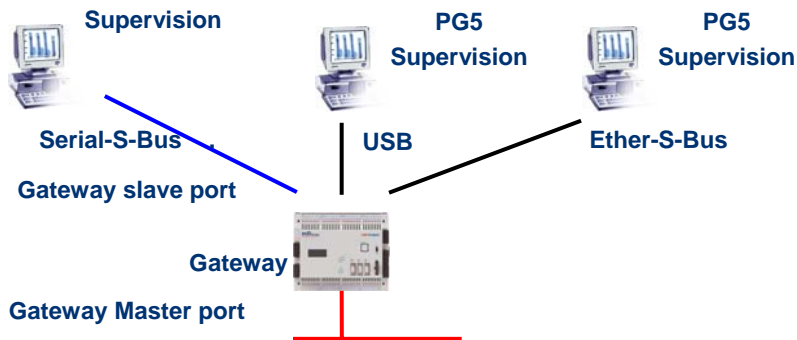 Supervision
PG5
Supervision
PG5
Supervision
Serial-S-Bus .
USB
Ether-S-Bus
Gateway slave port
Gateway
Gateway Master port